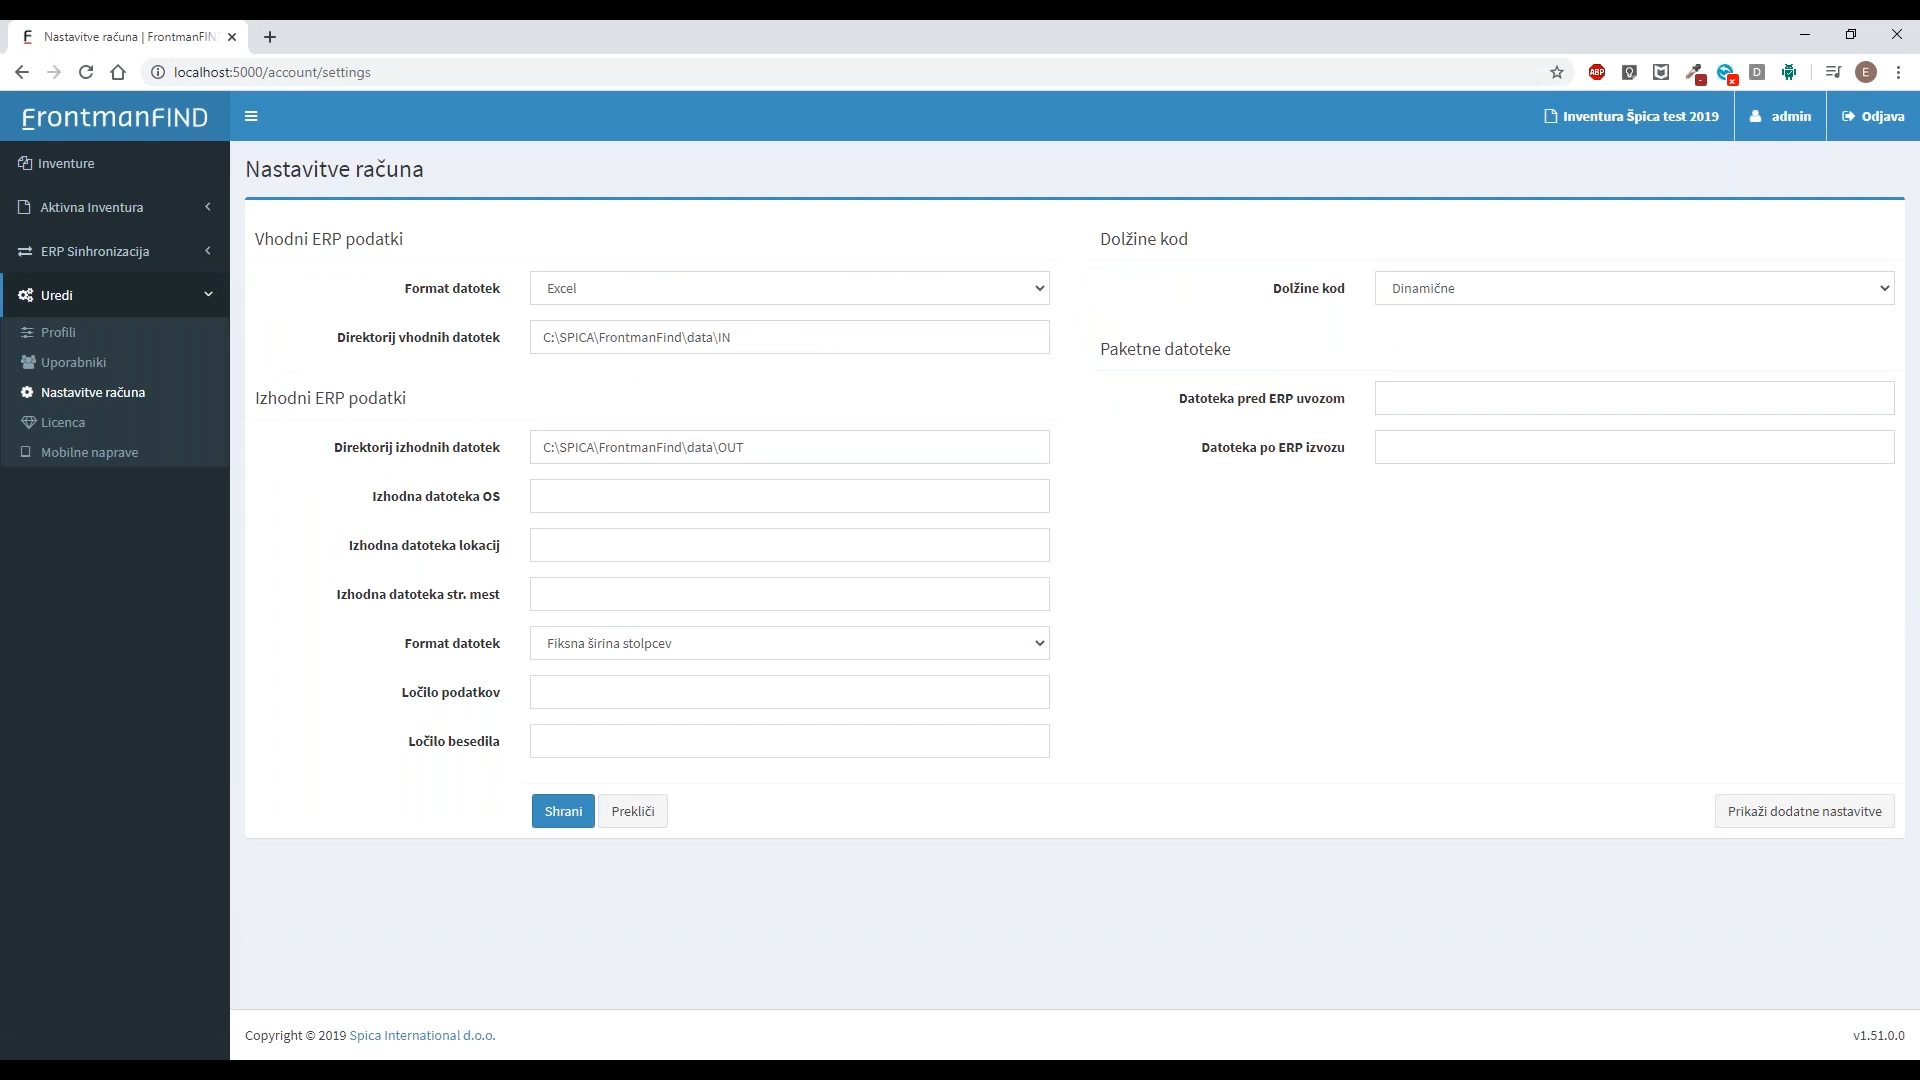 Nastavitve računa | FrontmanFIN
localhost:5000/account/settings
ABP
D
E
FrontmanFIND
Inventura Špica test 2019
admin
Odjava
Inventure
Aktivna Inventura
ERP Sinhronizacija
Uredi
Profili
Uporabniki
Nastavitve računa
Licenca
Mobilne naprave
Nastavitve računa
Vhodni ERP podatki
Format datotek
Excel
Direktorij vhodnih datotek
C:\SPICA\FrontmanFind\data\IN
Izhodni ERP podatki
Direktorij izhodnih datotek
C:\SPICA\FrontmanFind\data\OUT
Izhodna datoteka OS
Izhodna datoteka lokacij
Izhodna datoteka str. mest
Format datotek
Fiksna širina stolpcev
Ločilo podatkov
Ločilo besedila
Dolžine kod
Dolžine kod
Dinamične
Paketne datoteke
Datoteka pred ERP uvozom
Datoteka po ERP izvozu
Shrani
Prekliči
Prikaži dodatne nastavitve
Copyright © 2019 Spica International d.o.o.
v1.51.0.0